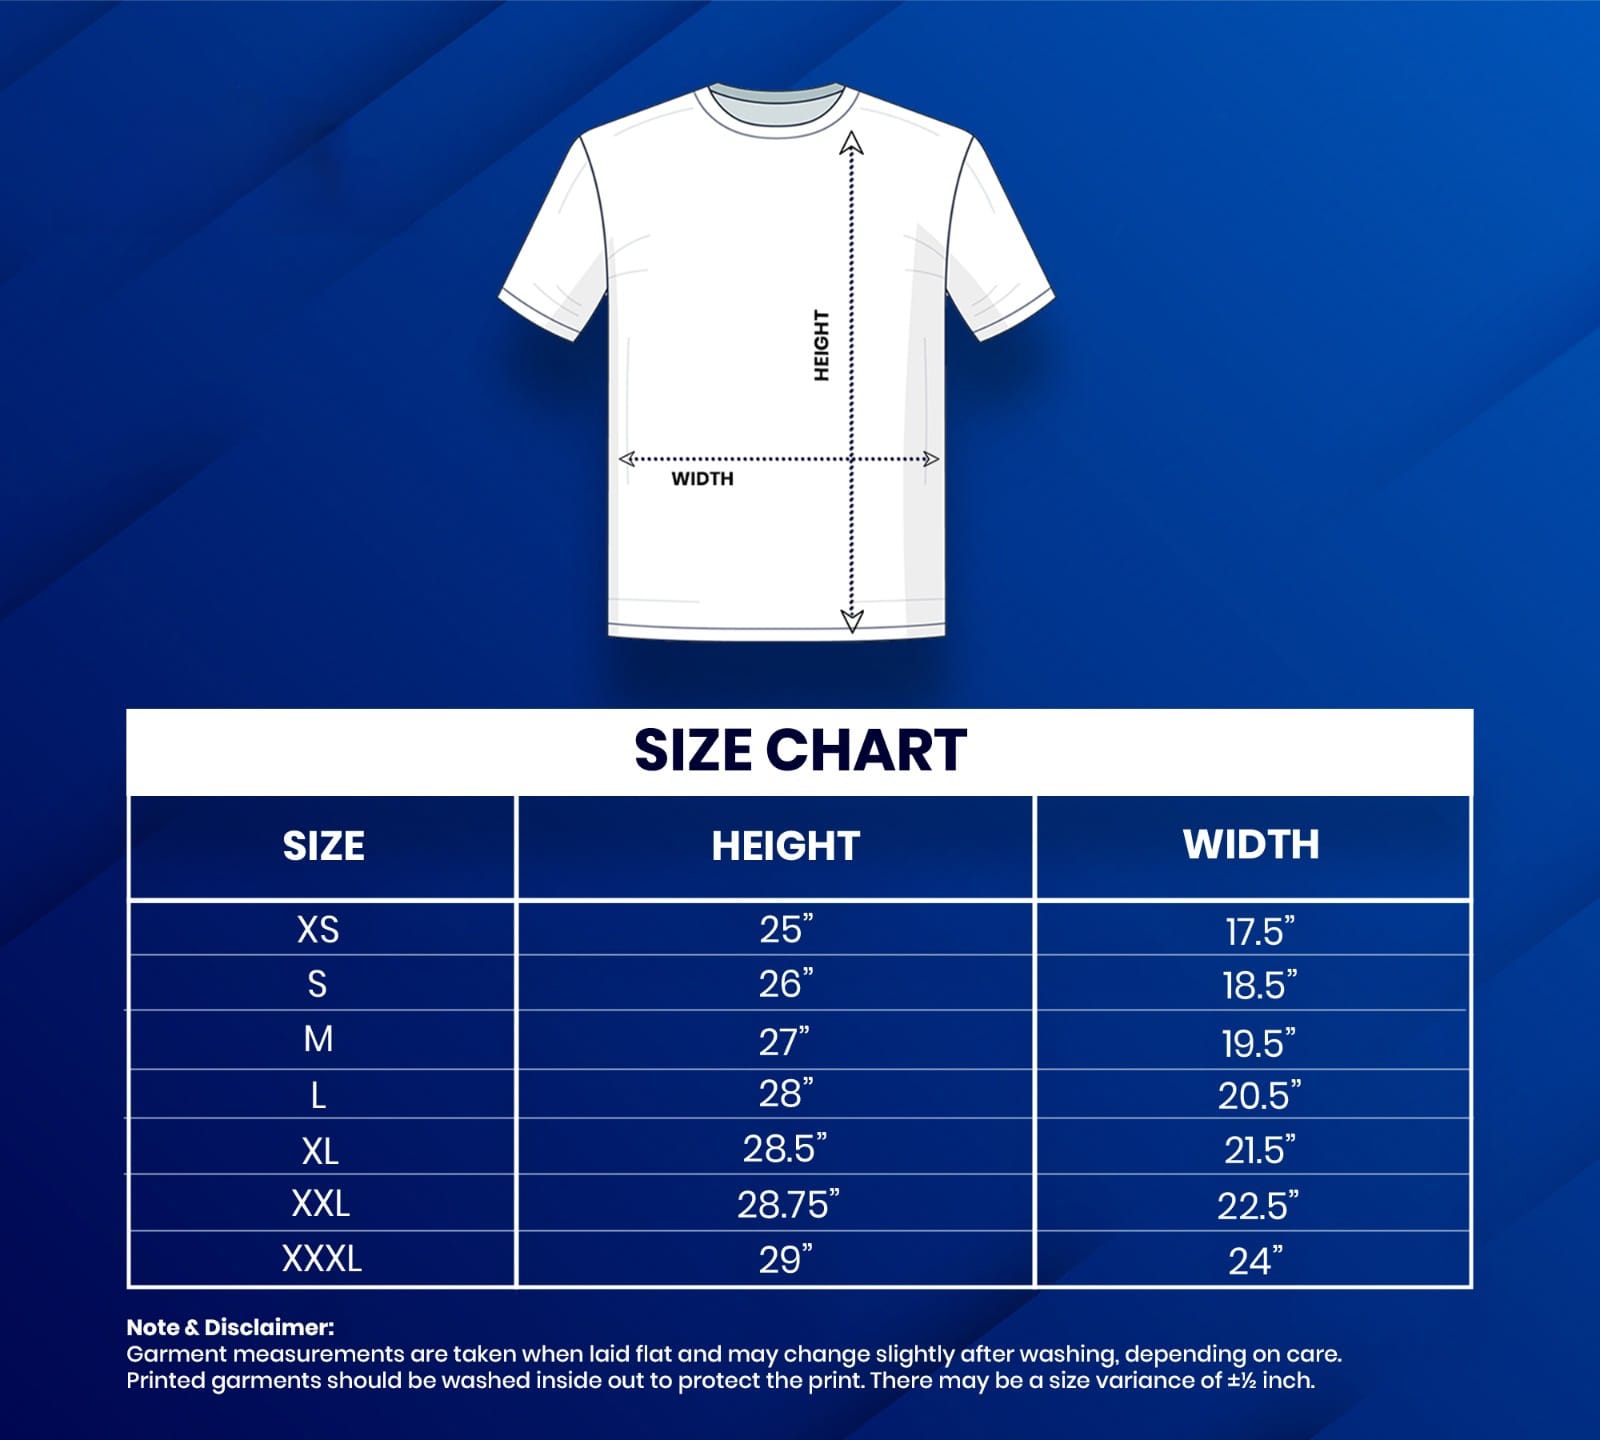 HEIGHT
WIDTH
SIZE CHART
SIZE HEIGHT WIDTH
XS 25” 17.5”
S 26” 18.5”
M 27” 19.5”
L 28” 20.5”
XL 28.5” 21.5”
XXL 28.75” 22.5”
XXXL 29” 24”
Note & Disclaimer:
Garment measurements are taken when laid flat and may change slightly after washing, depending on care.
Printed garments should be washed inside out to protect the print. There may be a size variance of ±½ inch.